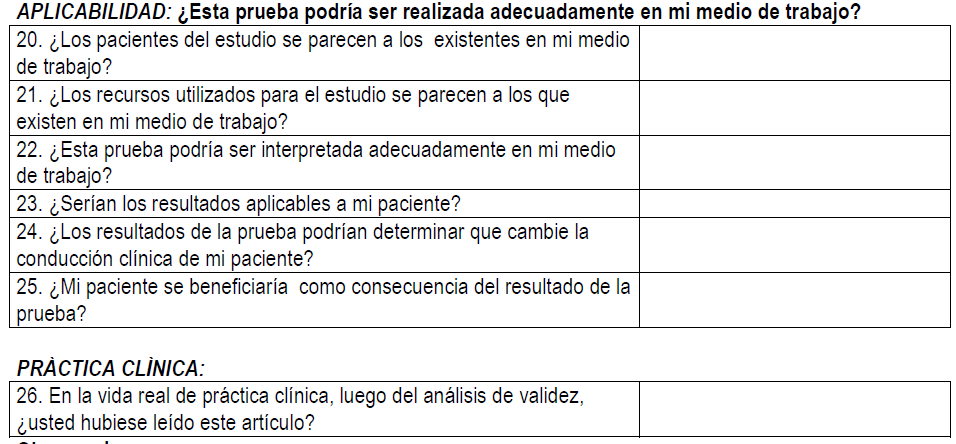 APLICABILIDAD: ¿Esta prueba podría ser realizada adecuadamente en mi medio de trabajo?
20. ¿Los pacientes del estudio se parecen a los existentes en mi medio
de trabajo?
21. ¿Los recursos utilizados para el estudio se parecen a los que
existen en mi medio de trabajo?
22. ¿Esta prueba podría ser interpretada adecuadamente en mi medio
de trabajo?
23. ¿Serían los resultados aplicables a mi paciente?
24. ¿Los resultados de la prueba podrían determinar que cambie la
conducción clínica de mi paciente?
25. ¿Mi paciente se beneficiaría como consecuencia del resultado de la
prueba?
PRÀCTICA CLÌNICA:
26. En la vida real de práctica clínica, luego del análisis de validez,
¿usted hubiese leído este artículo?